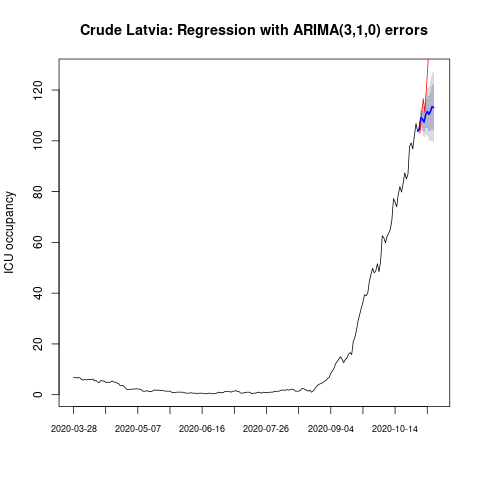 Crude Latvia: Regression with ARIMA(3,1,0) errors
ICU occupancy
120
100
80
60
40
20
0
2020-03-28 2020-05-07 2020-06-16 2020-07-26 2020-09-04 2020-10-14